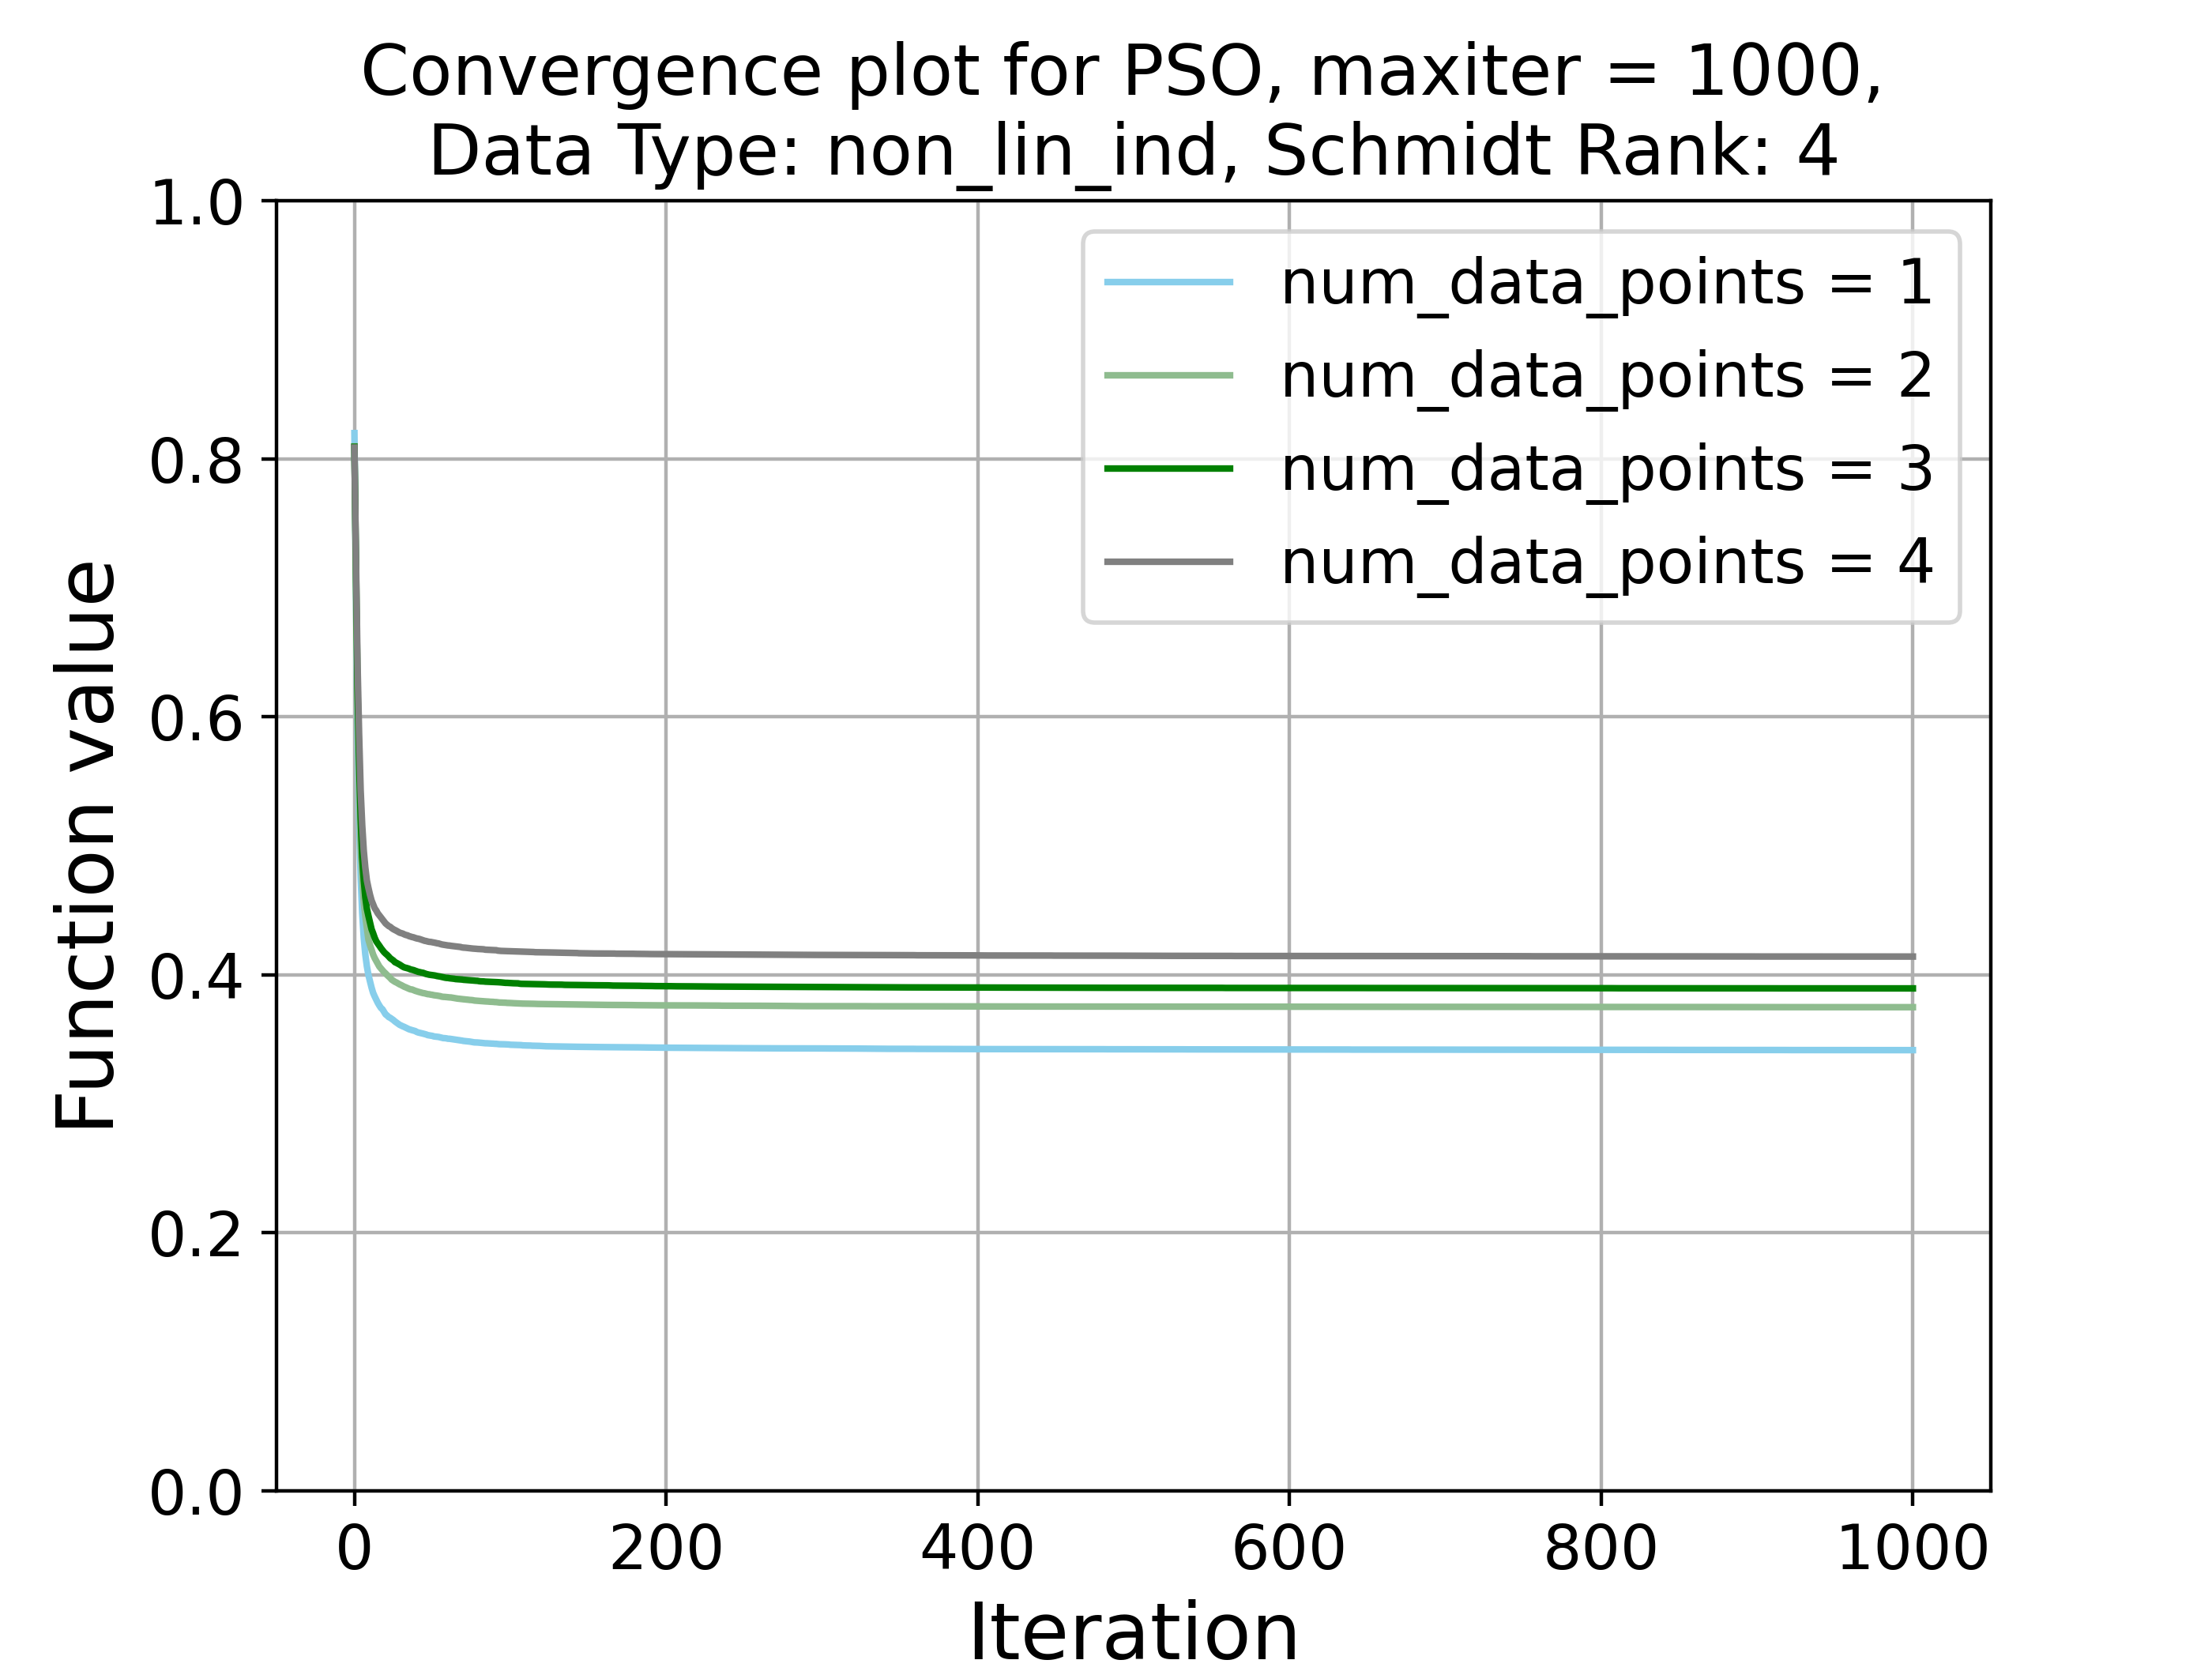 Convergence plot for PSO, maxiter = 1000,
Data Type: non_lin_ind, Schmidt Rank: 4
1.0
0.8
0.6
0.4
0.2
0.0
Function value
num_data_points = 1
num_data_points = 2
num_data_points = 3
num_data_points = 4
0 200 400 600 800 1000
Iteration